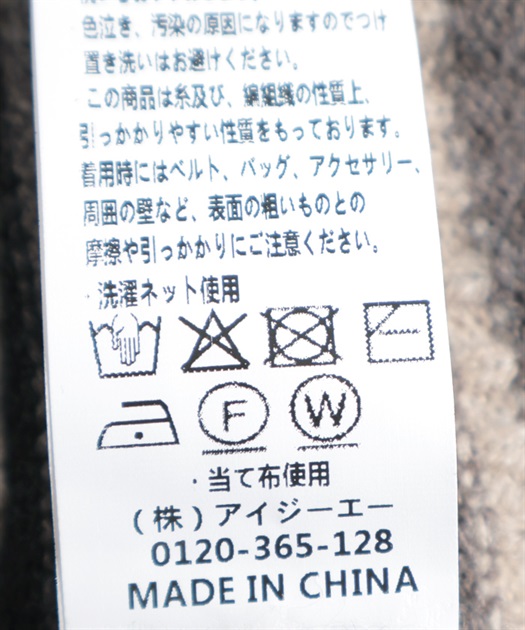 色泣き、汚染の原因になりますのでつけ
置き洗いはお避けください。
・この商品は糸及び、編組織の性質上、
引っかかりやすい性質をもっております。
着用時にはベルト、バッグ、アクセサリー、
周囲の壁など、表面の粗いものとの
摩擦や引っかかりにご注意ください。
・洗濯ネット使用
F W
・当て布使用
(株)アイジーエー
0120-365-128
MADE IN CHINA